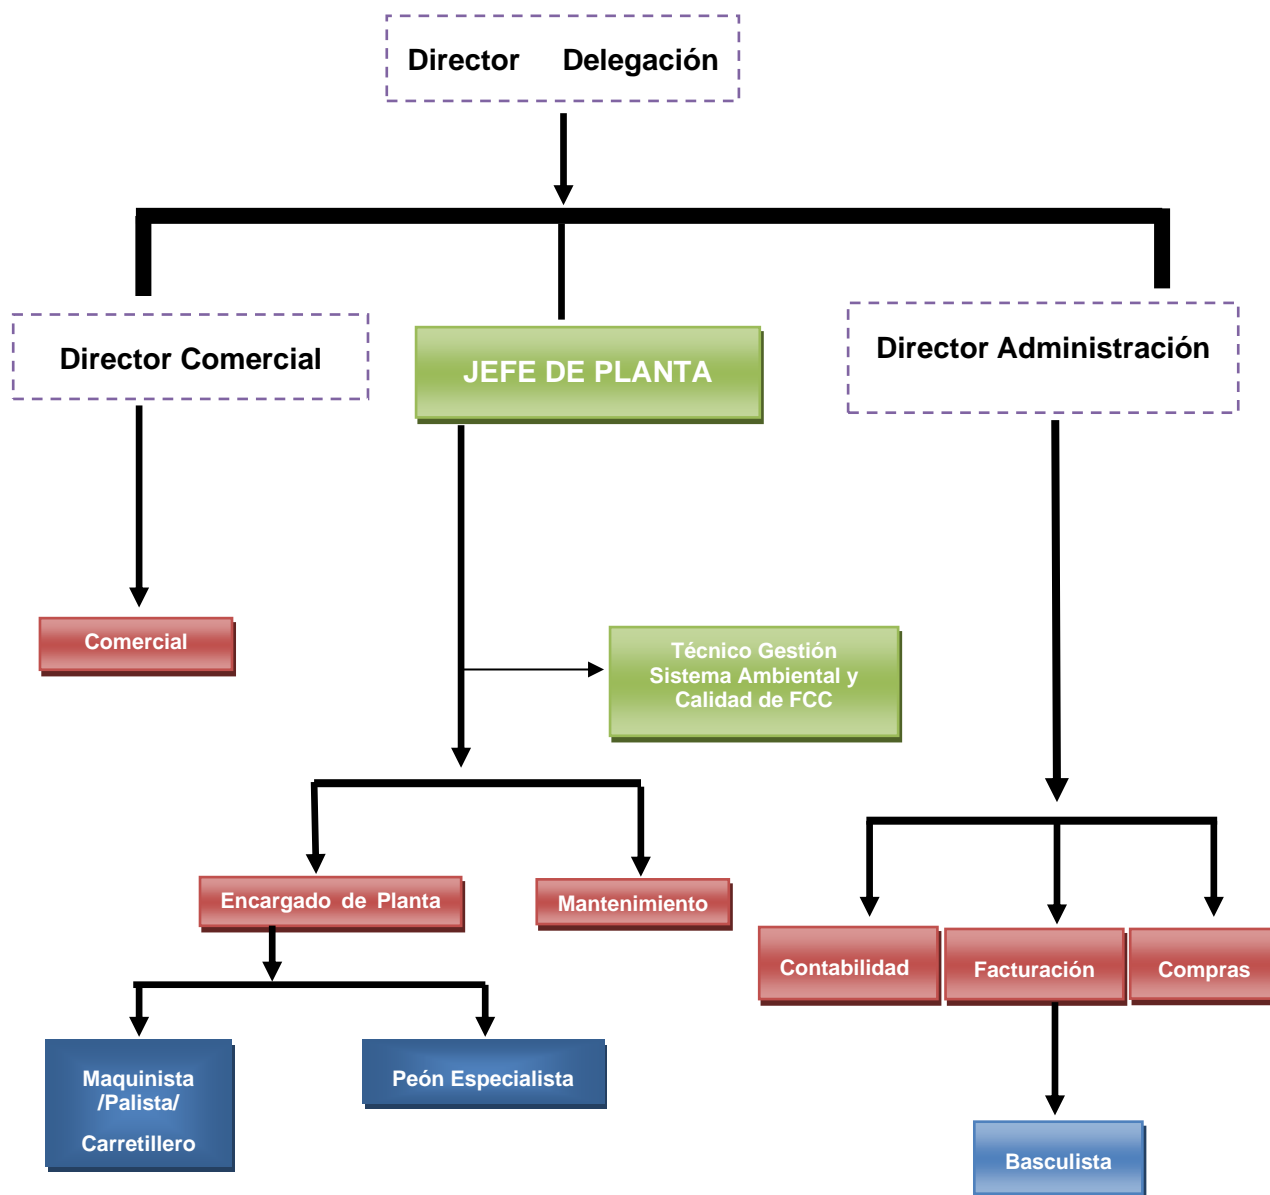 Director Delegación
Director Comercial
JEFE DE PLANTA
Director Administración
Comercial
Técnico Gestión
Sistema Ambiental y
Calidad de FCC
Encargado de Planta
Mantenimiento
Contabilidad
Facturación
Compras
Maquinista
/Palista/
Carretillero
Peón Especialista
Basculista